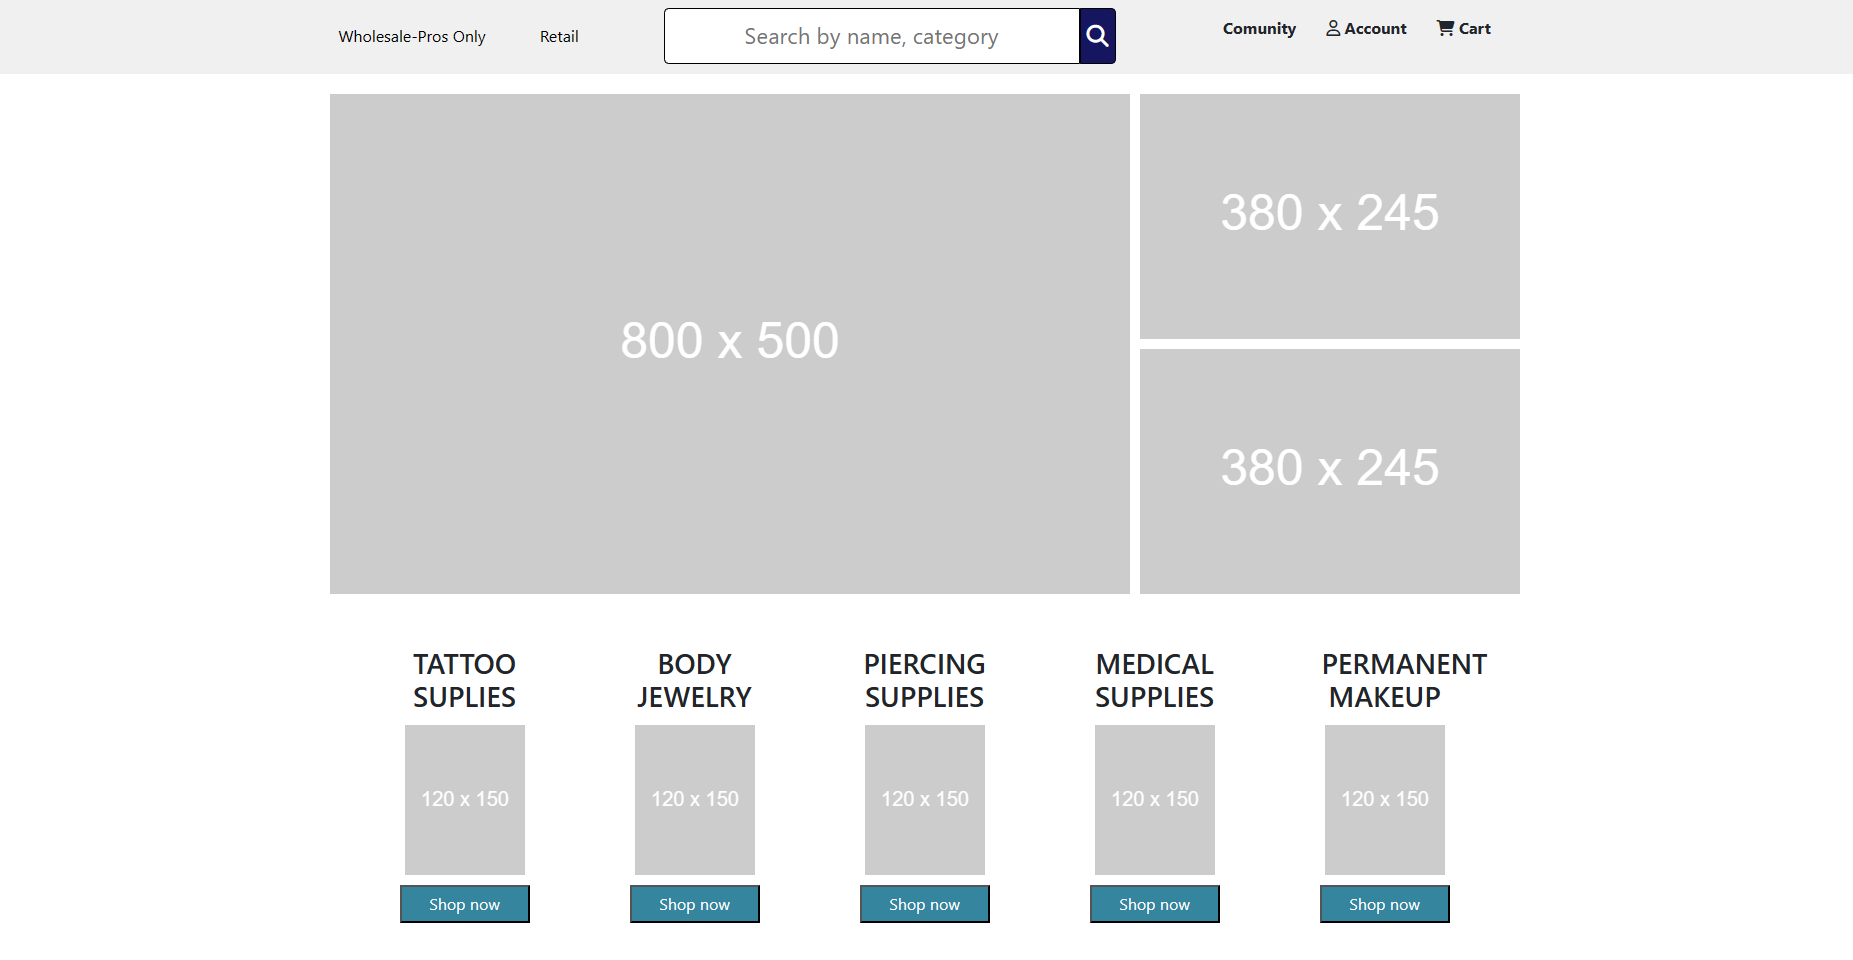 Wholesale-Pros Only
Retail
Search by name, category
Comunity
Account
Cart
800 x 500
380 x 245
380 x 245
TATTOO
SUPLIES
BODY
JEWELRY
PIERCING
SUPPLIES
MEDICAL
SUPPLIES
PERMANENT
MAKEUP
120 x 150
120 x 150
120 x 150
120 x 150
120 x 150
Shop now
Shop now
Shop now
Shop now
Shop now